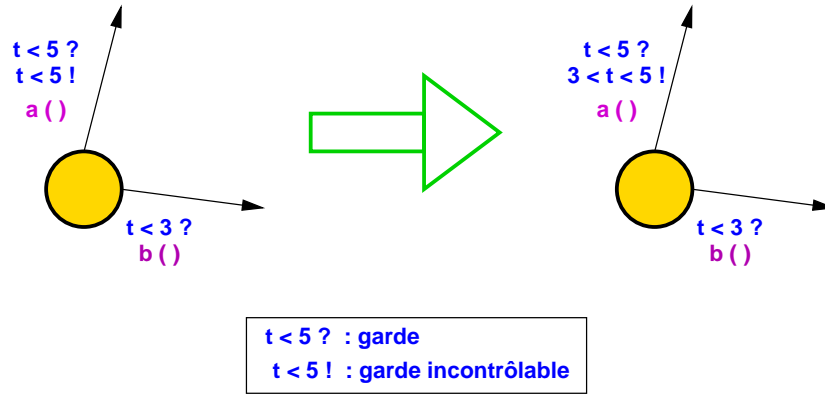 t < 5 ?
t < 5 !
a ( )
t < 3 ?
b ( )
t < 5 ?
3 < t < 5 !
a ( )
t < 3 ?
b ( )
t < 5 ? : garde
t < 5 ! : garde incontrôlable